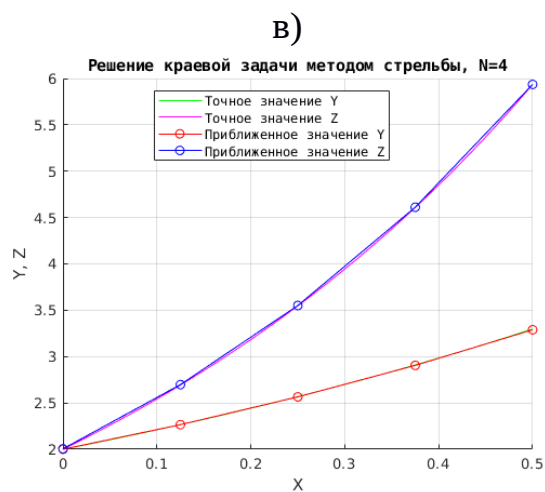 в)
Решение краевой задачи методом стрельбы, N=4
Точное значение Y
Точное значение Z
Приближенное значение Y
Приближенное значение Z
Y, Z
6
5.5
5
4.5
4
3.5
3
2.5
2
0
0.1
0.2
0.3
0.4
0.5
X